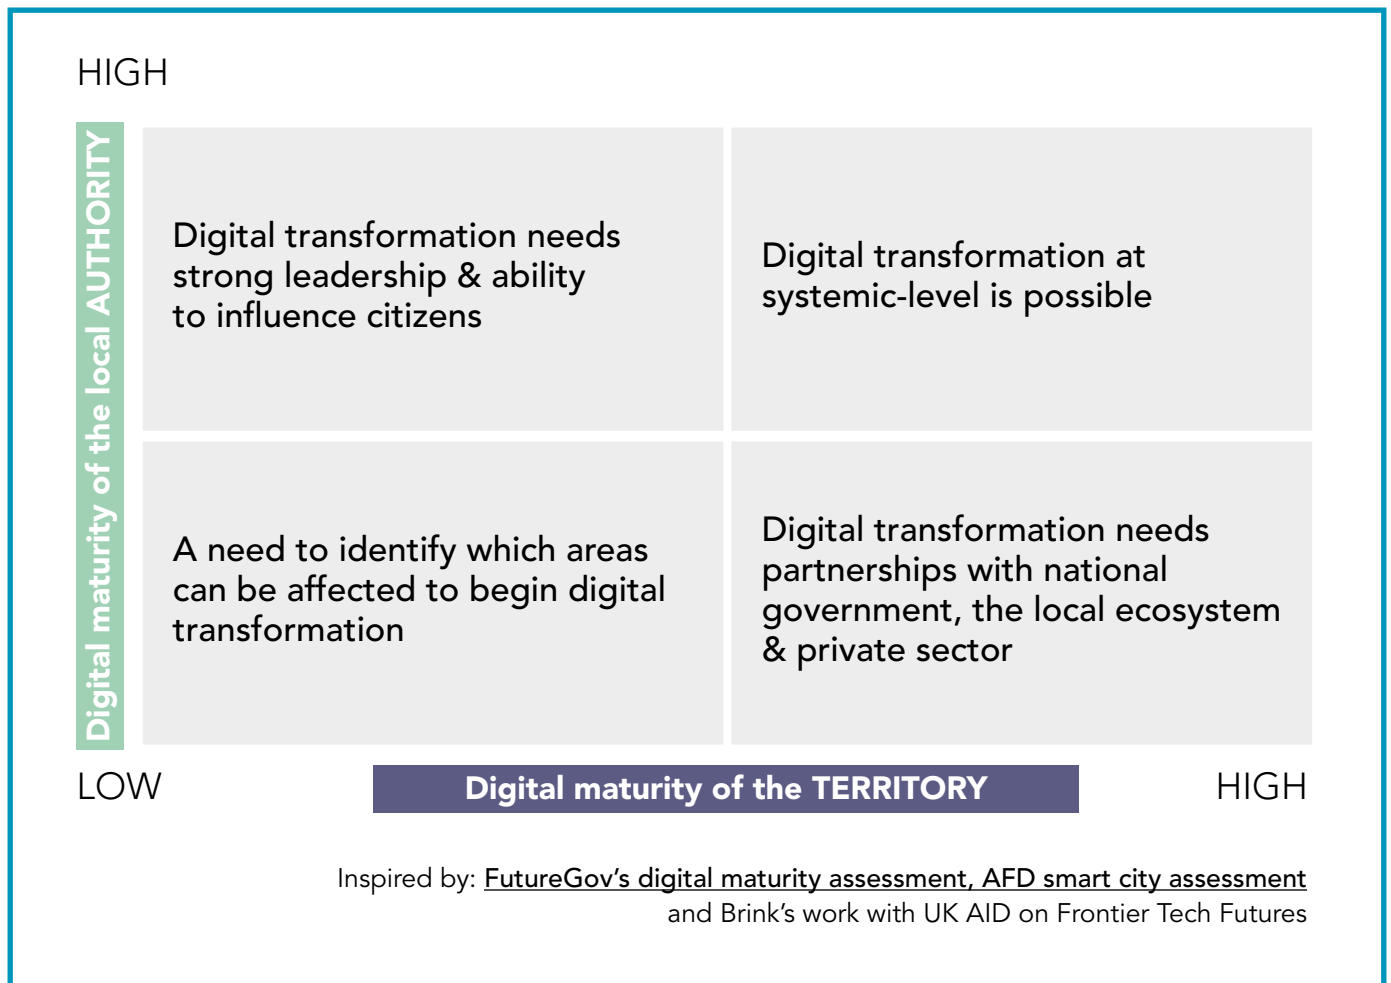 HIGH
Digital maturity of the local AUTHORITY
Digital transformation needs
strong leadership & ability
to influence citizens
Digital transformation at
systemic-level is possible
A need to identify which areas
can be affected to begin digital
transformation
Digital transformation needs
partnerships with national
government, the local ecosystem
& private sector
LOW
Digital maturity of the TERRITORY
HIGH
Inspired by: FutureGov’s digital maturity assessment, AFD smart city assessment
and Brink’s work with UK AID on Frontier Tech Futures